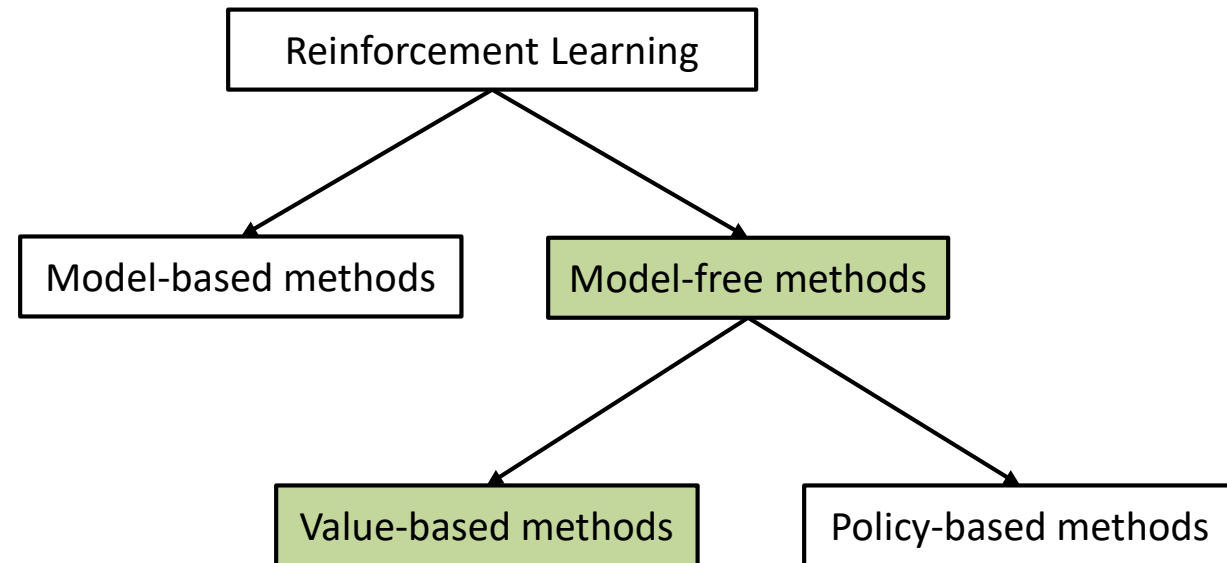 Reinforcement Learning
Model-based methods
Model-free methods
Value-based methods
Policy-based methods